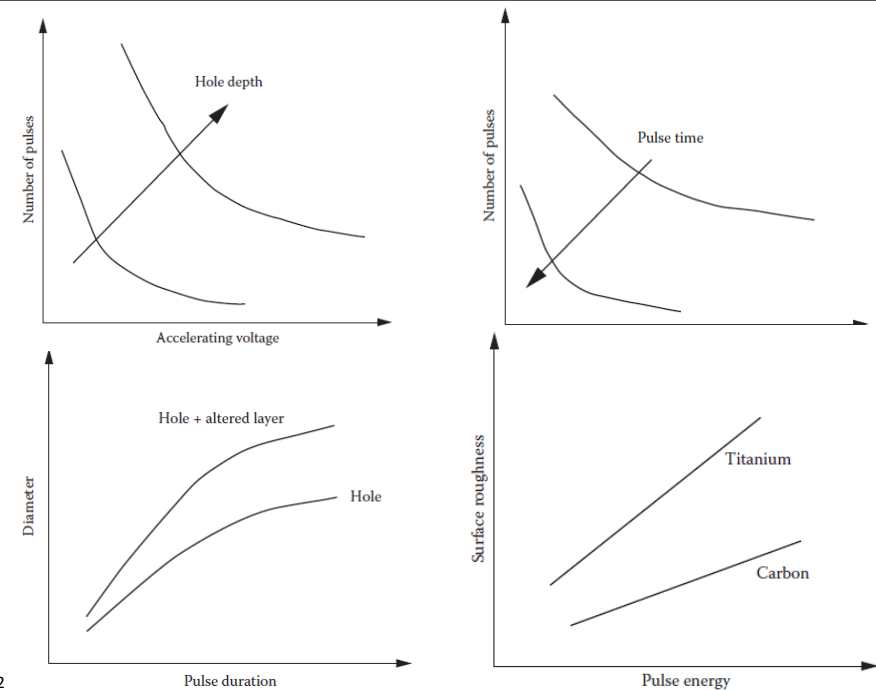 Number of pulses
Hole depth
Accelerating voltage
Number of pulses
Pulse time
Diameter
Hole + altered layer
Hole
Pulse duration
Surface roughness
Titanium
Carbon
Pulse energy
2